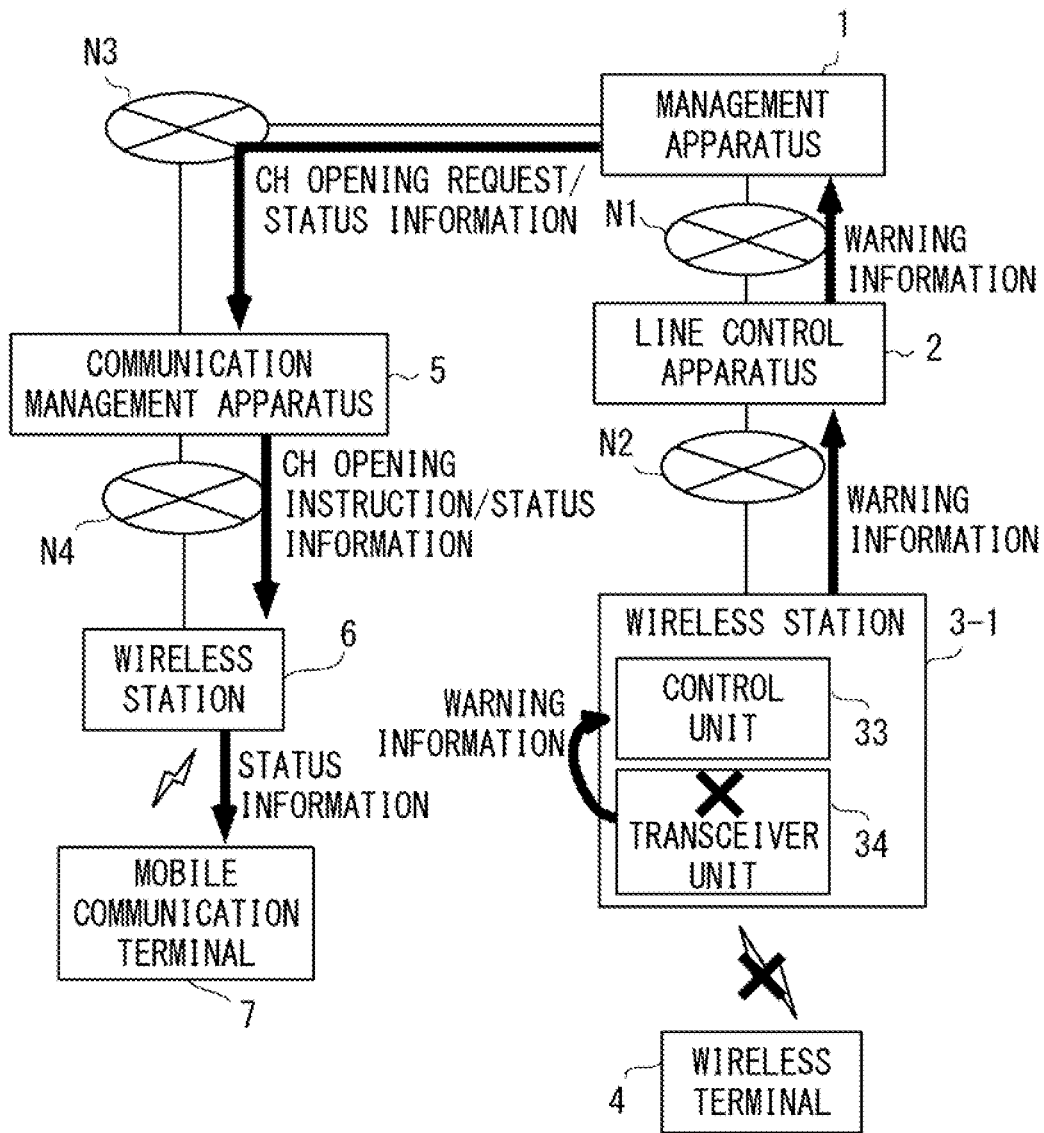 N3
1
MANAGEMENT
APPARATUS
CH OPENING REQUEST/
STATUS INFORMATION
N1
WARNING
INFORMATION
COMMUNICATION
MANAGEMENT APPARATUS
5
LINE CONTROL
APPARATUS
2
N4
CH OPENING
INSTRUCTION/STATUS
INFORMATION
N2
WARNING
INFORMATION
WIRELESS
STATION
6
WIRELESS STATION
3-1
CONTROL
UNIT
33
WARNING
INFORMATION
TRANSCEIVER
UNIT
34
STATUS
INFORMATION
MOBILE
COMMUNICATION
TERMINAL
7
WIRELESS
TERMINAL
4